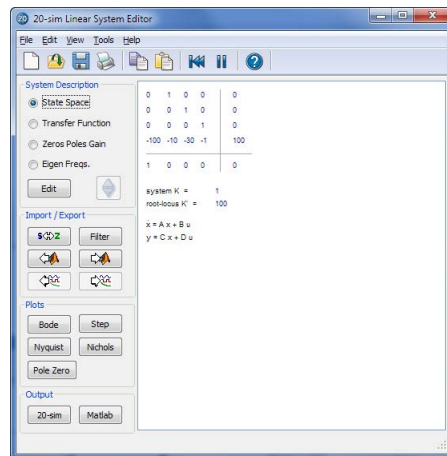 20-sim Linear System Editor
File Edit View Tools Help
System Description
State Space
Transfer Function
Zeros Poles Gain
Eigen Freqs.
Edit
Import / Export
S Z Filter
Plots
Bode Step
Nyquist Nichols
Pole Zero
Output
20-sim Matlab
0 1 0 0 0
0 0 1 0 0
0 0 0 1 0
-100 -10 -30 -1 100
1 0 0 0 0
system K = 1
root-locus K' = 100
ẋ = A x + B u
y = C x + D u